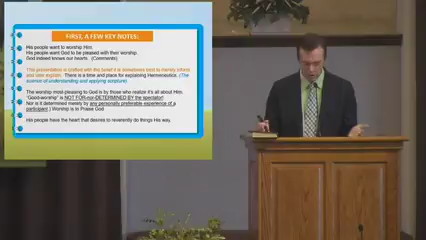 FIRST, A FEW KEY NOTES:
His people want to worship Him.
His people want God to be pleased with their worship.
God indeed knows our hearts. (Comments)
This presentation is crafted with the belief it is sometimes best to merely inform
and later explain. There is a time and place for explaining Hermeneutics. (The
science of understanding and applying scripture)
The worship most pleasing to God is by those who realize it's all about Him.
"Good-worship" is NOT FOR-nor-DETERMINED BY the spectator!
Nor is it determined merely by any personally preferable experience of a
participant.) Worship is in Praise God
His people have the heart that desires to reverently do things His way.